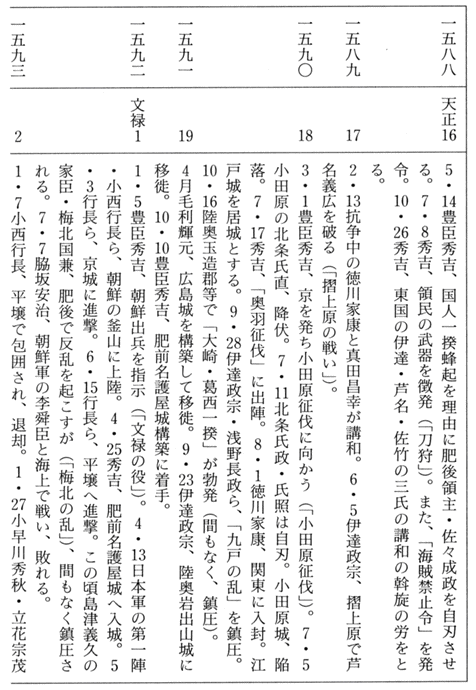 一五八八 天正16 5・14豊臣秀吉、国人一揆蜂起を理由に肥後領主・佐々成政を自刃させ
る。7・8秀吉、領民の武器を徴発（「刀狩」）。また、「海賊禁止令」を発
令。10・26秀吉、東国の伊達・芦名・佐竹の三氏の講和の斡旋の労をと
る。
一五八九 17 2・13抗争中の徳川家康と真田昌幸が講和。6・5伊達政宗、摺上原で芦
名義広を破る（「摺上原の戦い」）。
一五九〇 18 3・1豊臣秀吉、京を発ち小田原征伐に向かう（「小田原征伐」）。7・5
小田原の北条氏直、降伏。7・11北条氏政・氏照は自刃。小田原城、陥
落。7・17秀吉、「奥羽征伐」に出陣。8・1徳川家康、関東に入封。江
戸城を居城とする。9・28伊達政宗・浅野長政ら、「九戸の乱」を鎮圧。
10・16陸奥玉造郡等で「大崎・葛西一揆」が勃発（間もなく、鎮圧）。
一五九一 19 4月毛利輝元、広島城を構築して移徙。9・23伊達政宗、陸奥岩出山城に
移徙。10・10豊臣秀吉、肥前名護屋城構築に着手。
一五九二 文禄1 1・5豊臣秀吉、朝鮮出兵を指示（「文禄の役」）。4・13日本軍の第一陣
・小西行長ら、朝鮮の釜山に上陸。4・25秀吉、肥前名護屋城へ入城。5
・3行長ら、京城に進撃。6・15行長ら、平壌へ進撃。この頃島津義久の
家臣・梅北国兼、肥後で反乱を起こすが（「梅北の乱」）、間もなく鎮圧さ
れる。7・7脇坂安治、朝鮮軍の李舜臣と海上で戦い、敗れる。
一五九三 2 1・7小西行長、平壌で包囲され、退却。1・27小早川秀秋・立花宗茂